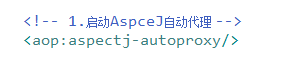 <!-- 1.启动AspceJ自动代理 -->
<aop:aspectj-autoproxy/>